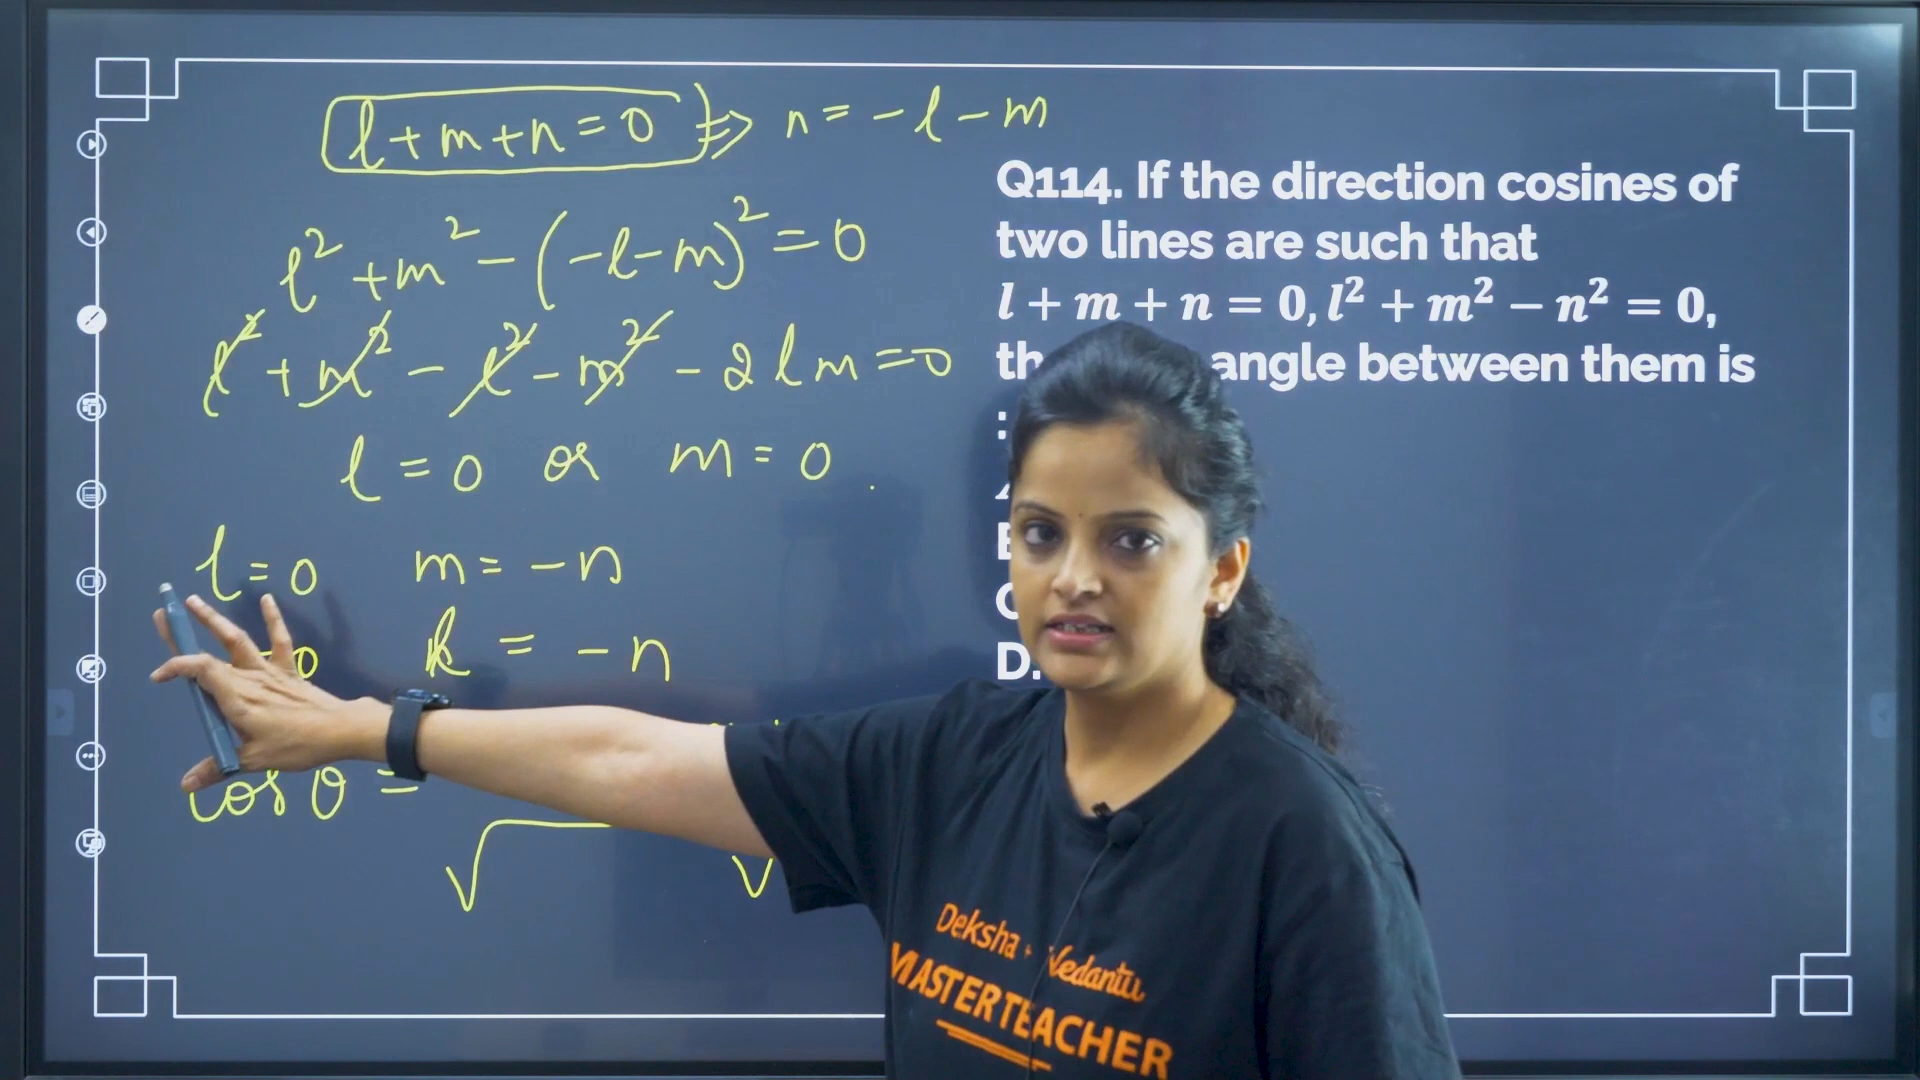 l+m+n=0 ⇒ n=-l-m
l²+m²-(-l-m)²=0
l²+m²-l²-m²-2lm=0
l=0 or m=0
l=0 m=-n
=0 k=-n
cos θ =
√ √
Q114. If the direction cosines of
two lines are such that
l + m + n = 0, l² + m² − n² = 0,
angle between them is
:
D.
Deksha Vedantu
MASTERTEACHER